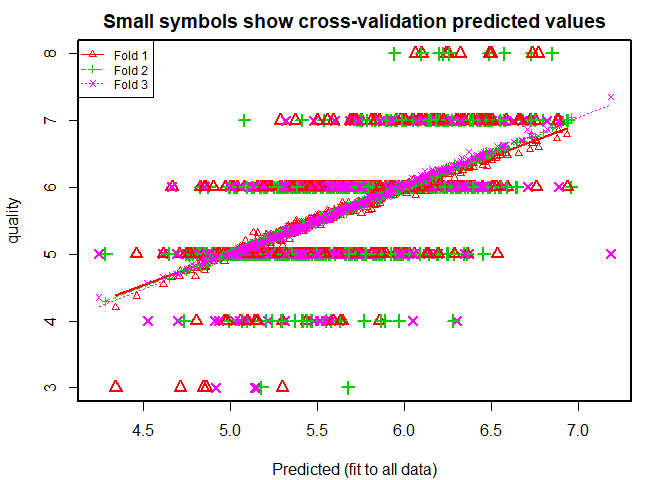 Small symbols show cross-validation predicted values
Fold 1
Fold 2
Fold 3
8
7
6
5
4
3
quality
4.5 5.0 5.5 6.0 6.5 7.0
Predicted (fit to all data)